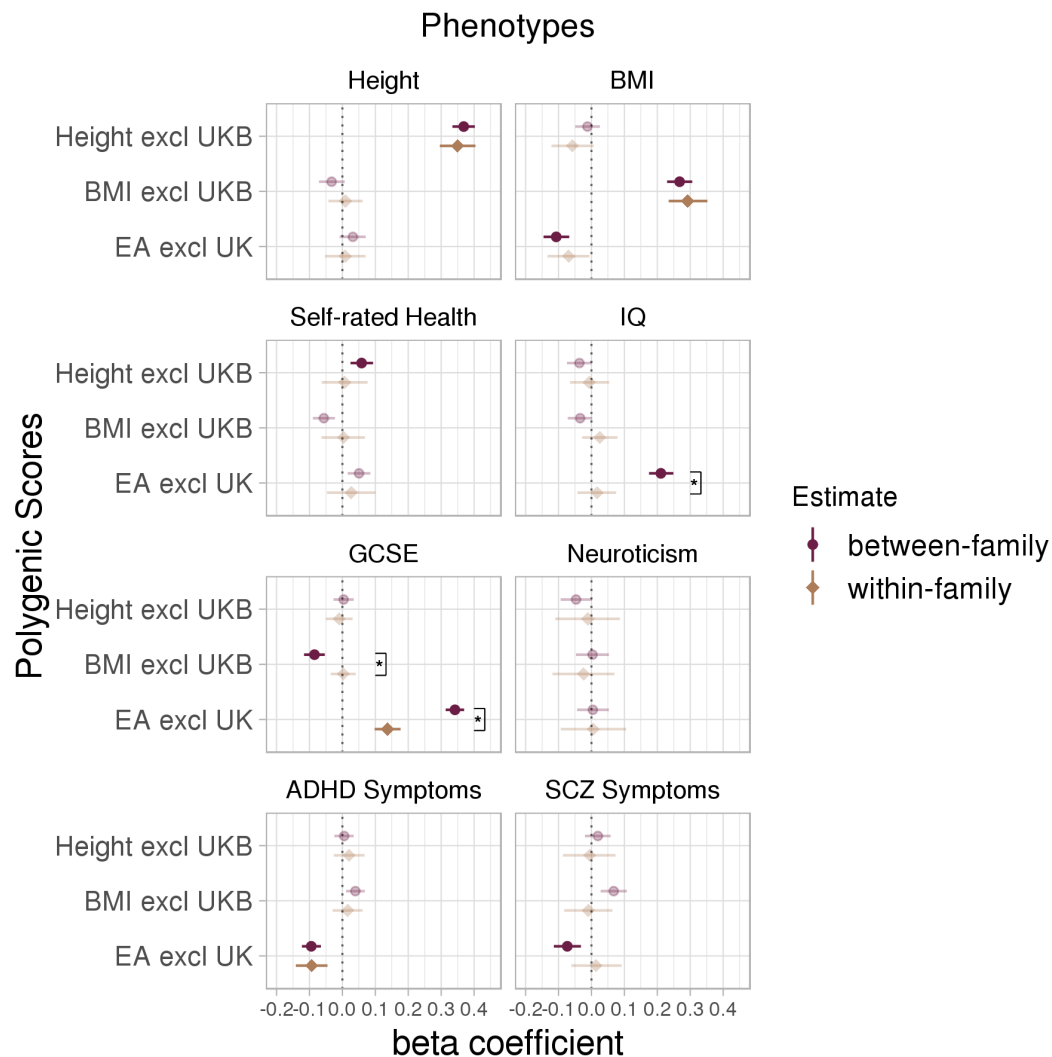 Phenotypes
Height
BMI
Height excl UKB
BMI excl UKB
EA excl UK
Self-rated Health
IQ
Height excl UKB
BMI excl UKB
EA excl UK
*
GCSE
Neuroticism
Height excl UKB
BMI excl UKB
*
EA excl UK
*
ADHD Symptoms
SCZ Symptoms
Height excl UKB
BMI excl UKB
EA excl UK
-0.2 -0.1 0.0 0.1 0.2 0.3 0.4
-0.2 -0.1 0.0 0.1 0.2 0.3 0.4
beta coefficient
Polygenic Scores
Estimate
between-family
within-family